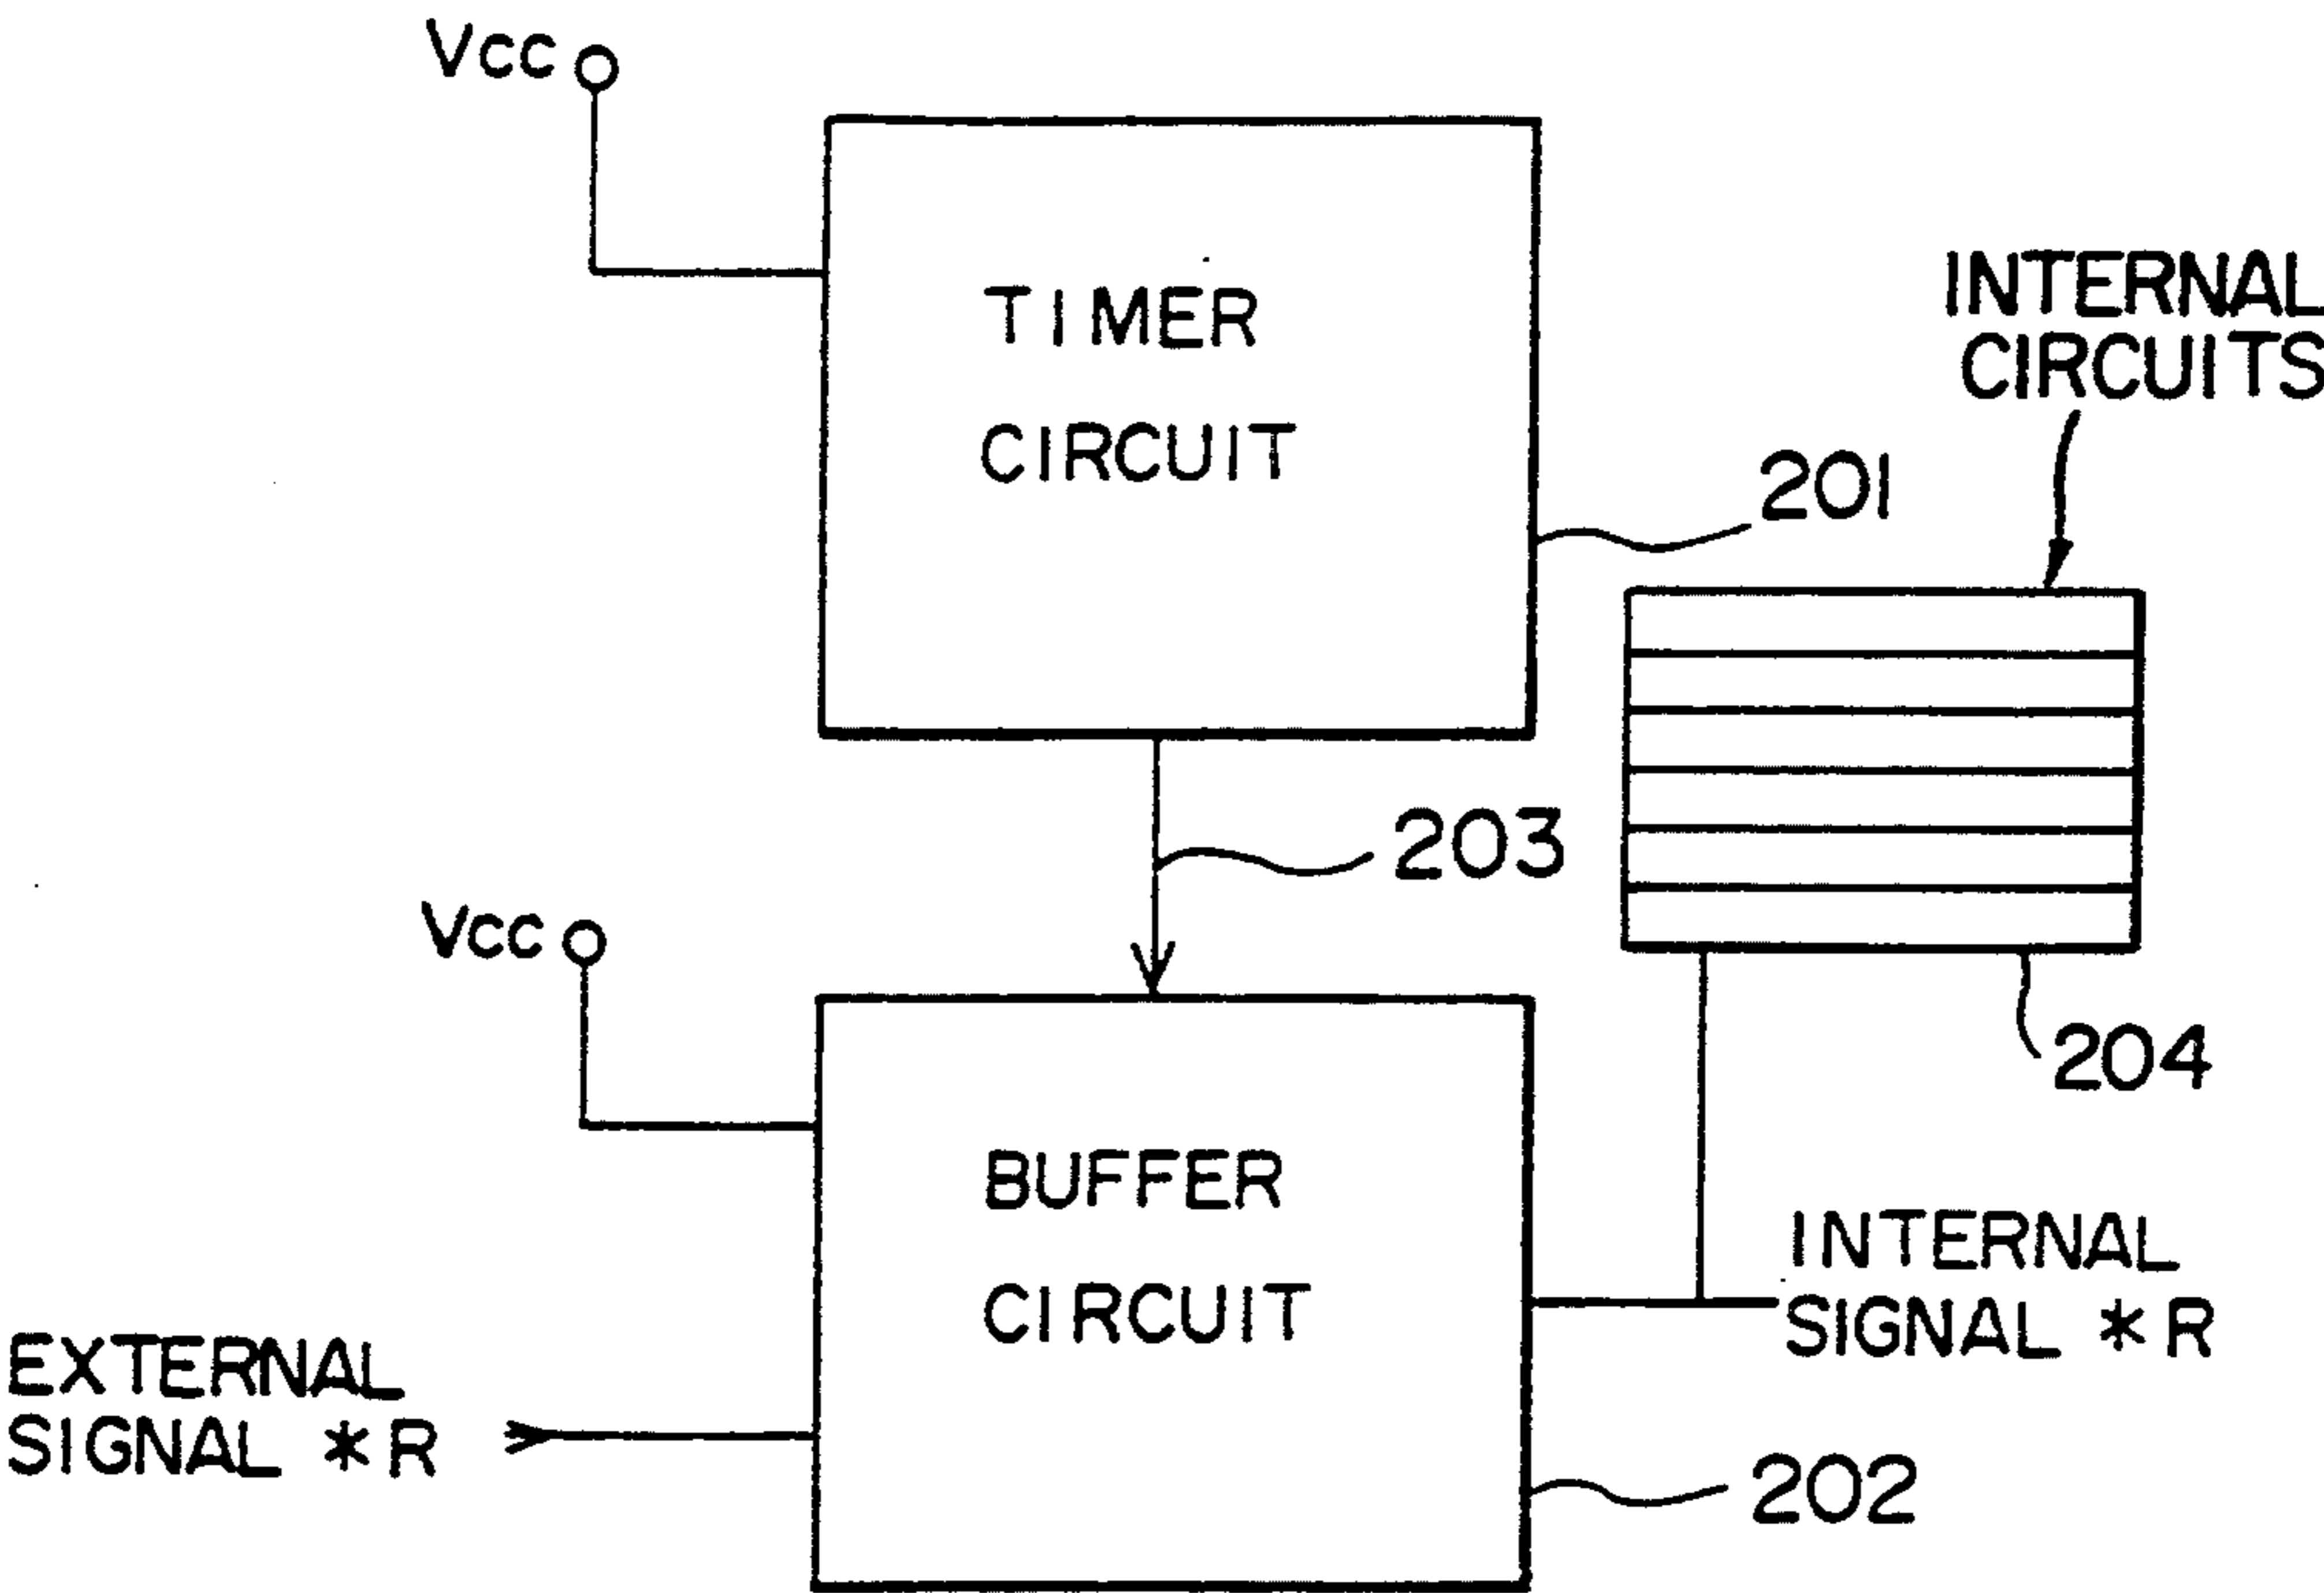 Vcc
TIMER
CIRCUIT
INTERNAL
CIRCUITS
201
203
Vcc
204
BUFFER
CIRCUIT
INTERNAL
SIGNAL *R
EXTERNAL
SIGNAL *R
202